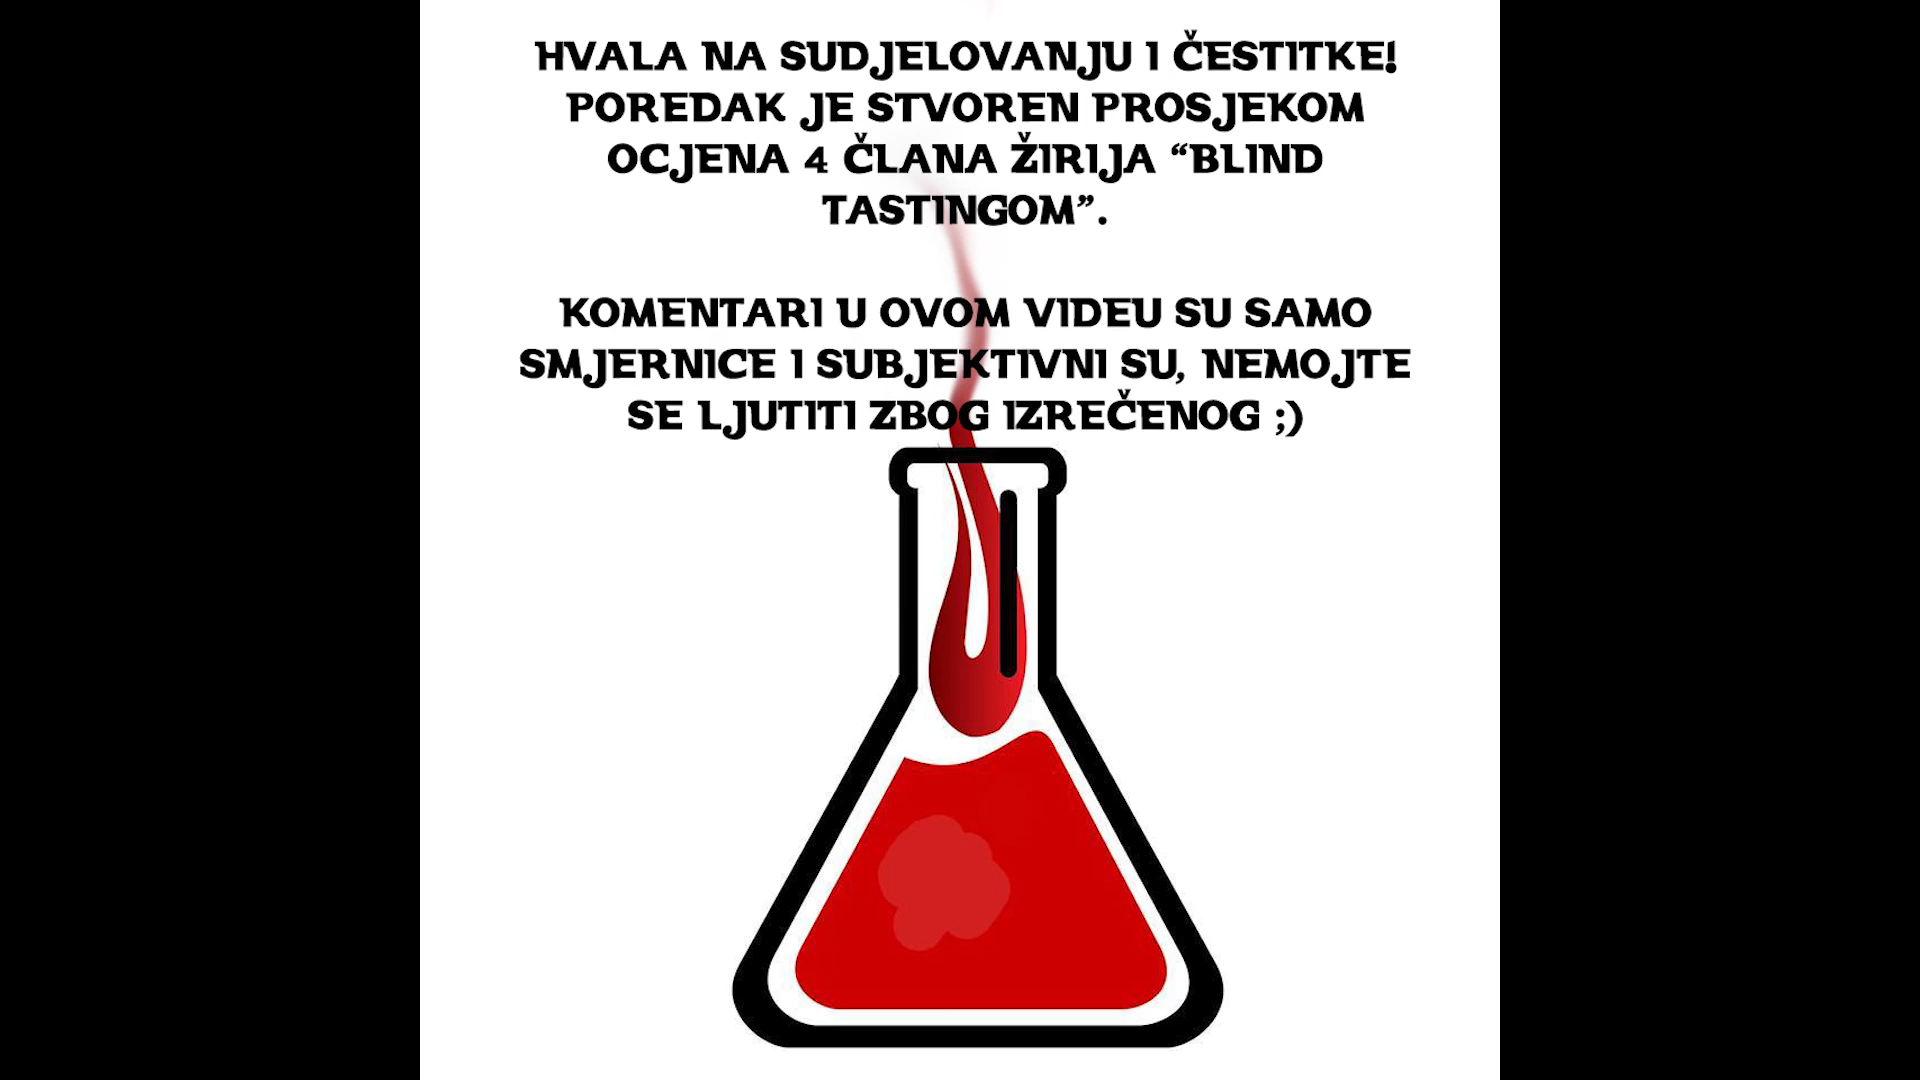 HVALA NA SUDJELOVANJU I ČESTITKE!
POREDAK JE STVOREN PROSJEKOM
OCJENA 4 ČLANA ŽIRIJA “BLIND
TASTINGOM”.
KOMENTARI U OVOM VIDEU SU SAMO
SMJERNICE I SUBJEKTIVNI SU, NEMOJTE
SE LJUTITI ZBOG IZREČENOG ;)